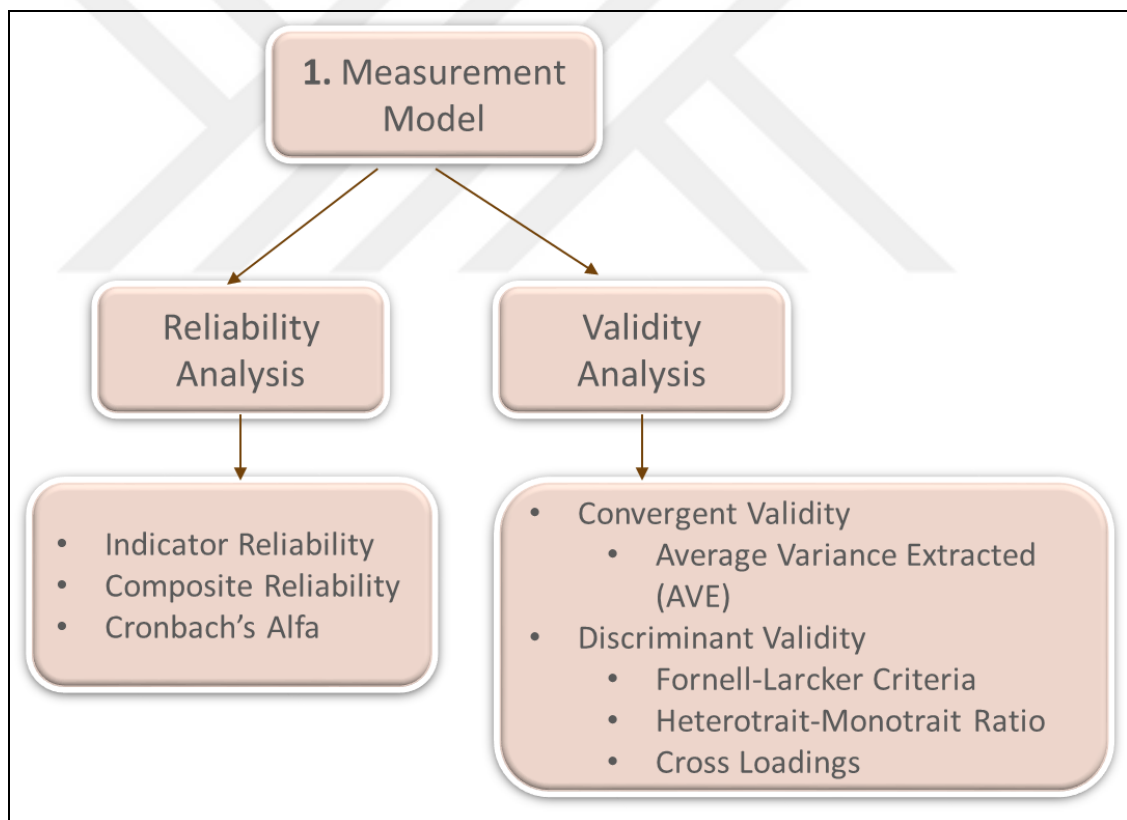 1. Measurement
Model
Reliability
Analysis
Validity
Analysis
• Indicator Reliability
• Composite Reliability
• Cronbach's Alfa
• Convergent Validity
• Average Variance Extracted
(AVE)
• Discriminant Validity
• Fornell-Larcker Criteria
• Heterotrait-Monotrait Ratio
• Cross Loadings